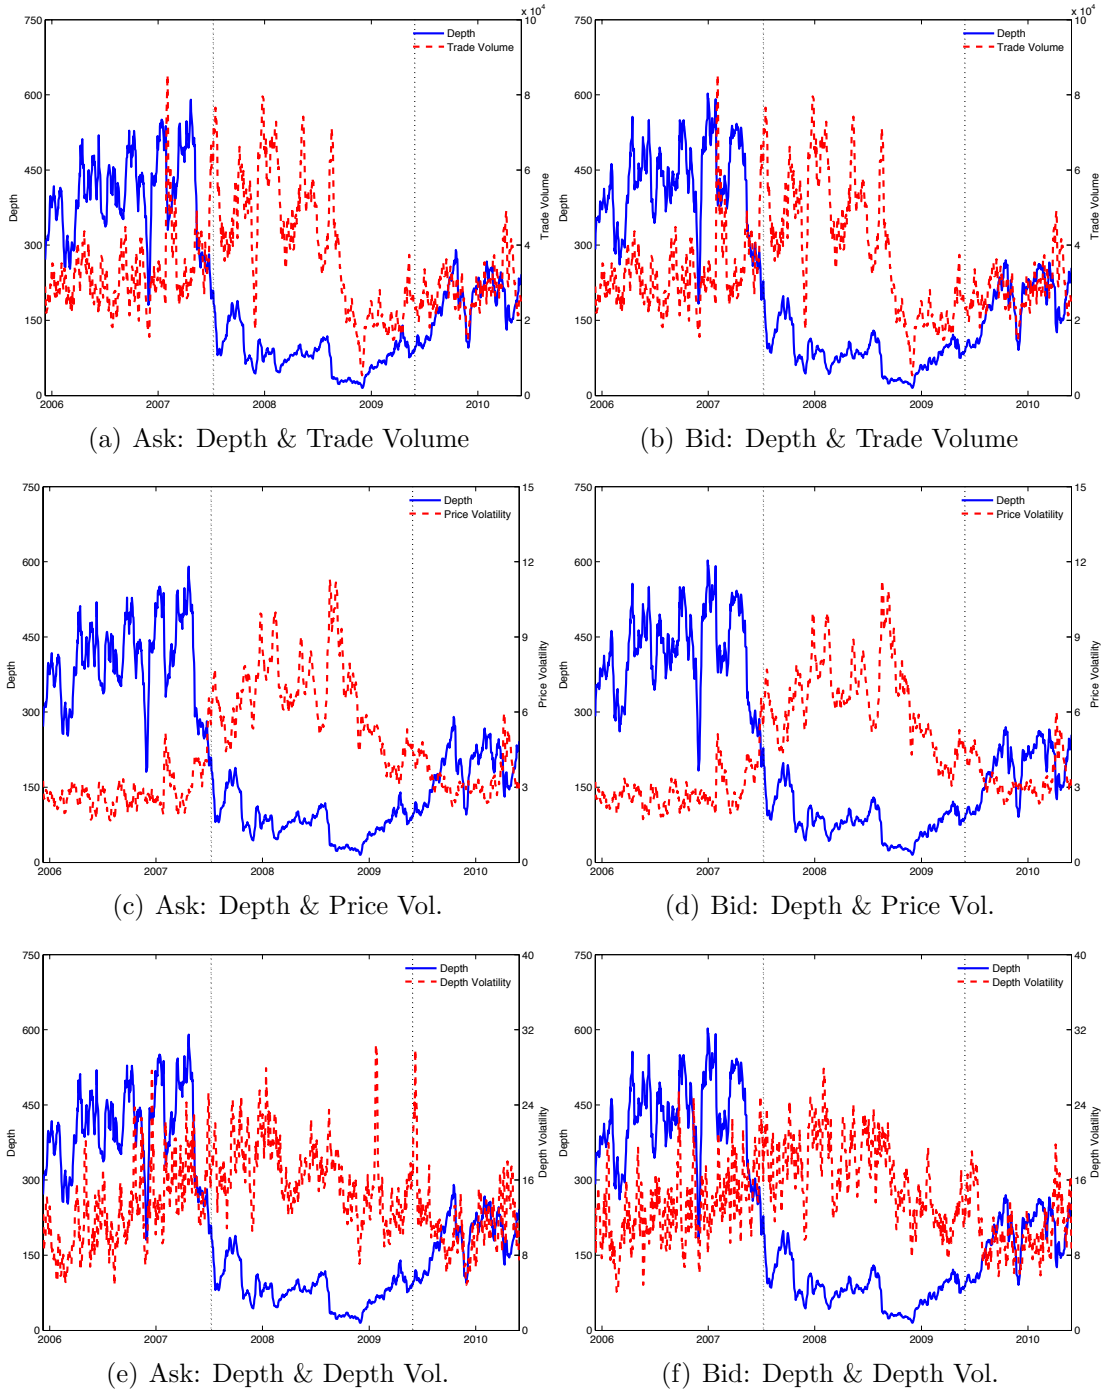 x 10⁴
750
600
450
300
150
0
Depth
10
8
6
4
2
0
Trade Volume
Depth
Trade Volume
2006 2007 2008 2009 2010
(a) Ask: Depth & Trade Volume
x 10⁴
750
600
450
300
150
0
Depth
10
8
6
4
2
0
Trade Volume
Depth
Trade Volume
2006 2007 2008 2009 2010
(b) Bid: Depth & Trade Volume
750
600
450
300
150
0
Depth
15
12
9
6
3
0
Price Volatility
Depth
Price Volatility
2006 2007 2008 2009 2010
(c) Ask: Depth & Price Vol.
750
600
450
300
150
0
Depth
15
12
9
6
3
0
Price Volatility
Depth
Price Volatility
2006 2007 2008 2009 2010
(d) Bid: Depth & Price Vol.
750
600
450
300
150
0
Depth
40
32
24
16
8
0
Depth Volatility
Depth
Depth Volatility
2006 2007 2008 2009 2010
(e) Ask: Depth & Depth Vol.
750
600
450
300
150
0
Depth
40
32
24
16
8
0
Depth Volatility
Depth
Depth Volatility
2006 2007 2008 2009 2010
(f) Bid: Depth & Depth Vol.